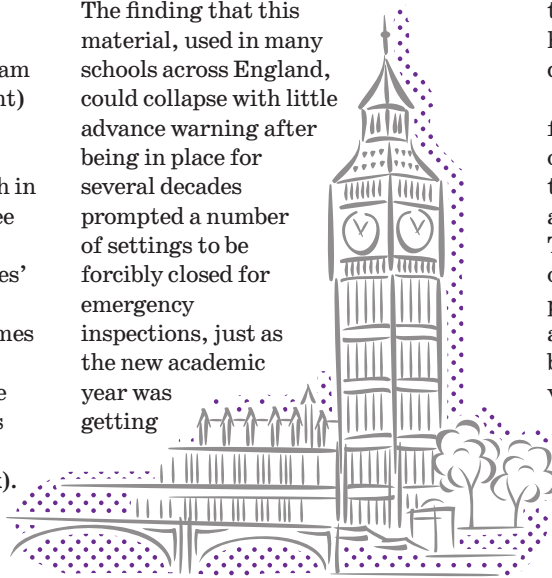 The finding that this
material, used in many
schools across England,
could collapse with little
advance warning after
being in place for
several decades
prompted a number
of settings to be
forcibly closed for
emergency
inspections, just as
the new academic
year was
getting